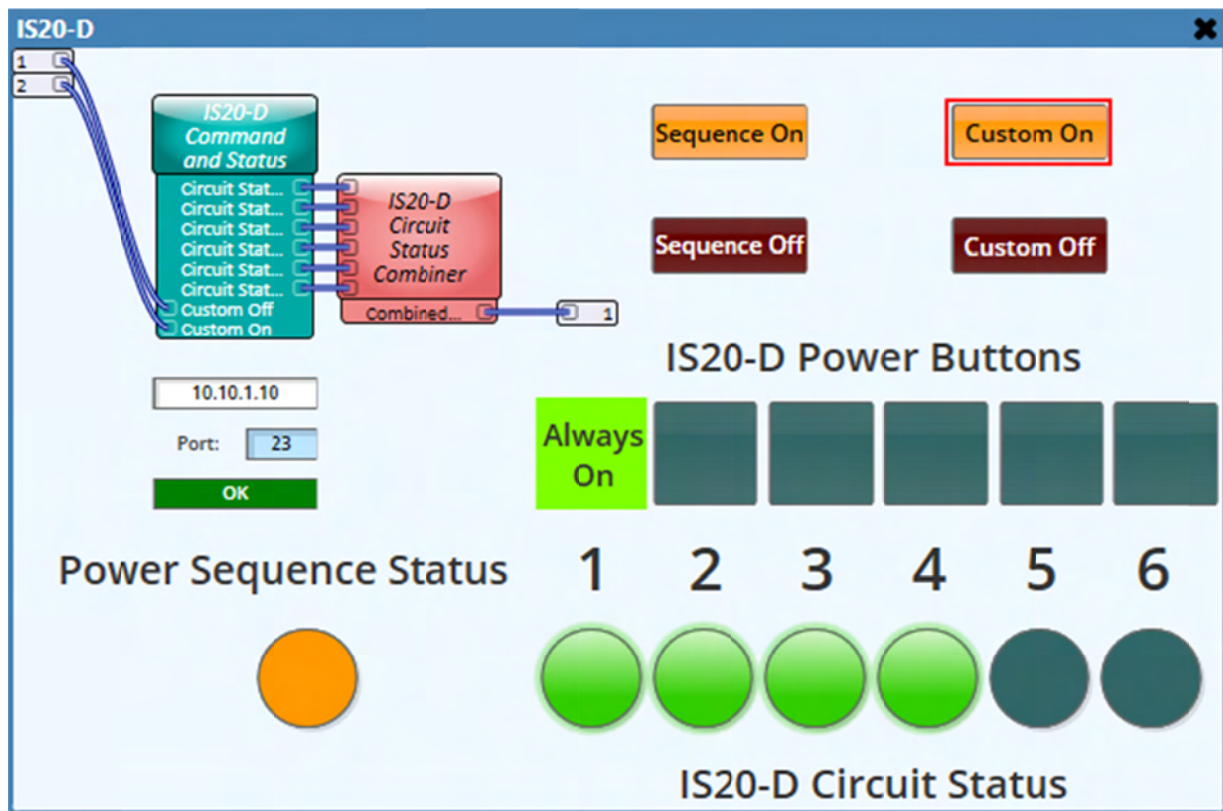 IS20-D
1
2
IS20-D
Command
and Status
Circuit Stat...
Circuit Stat...
Circuit Stat...
Circuit Stat...
Circuit Stat...
Circuit Stat...
Custom Off
Custom On
IS20-D
Circuit
Status
Combiner
Combined...
1
10.10.1.10
Port: 23
OK
Sequence On
Custom On
Sequence Off
Custom Off
IS20-D Power Buttons
Always
On
Power Sequence Status
1 2 3 4 5 6
IS20-D Circuit Status